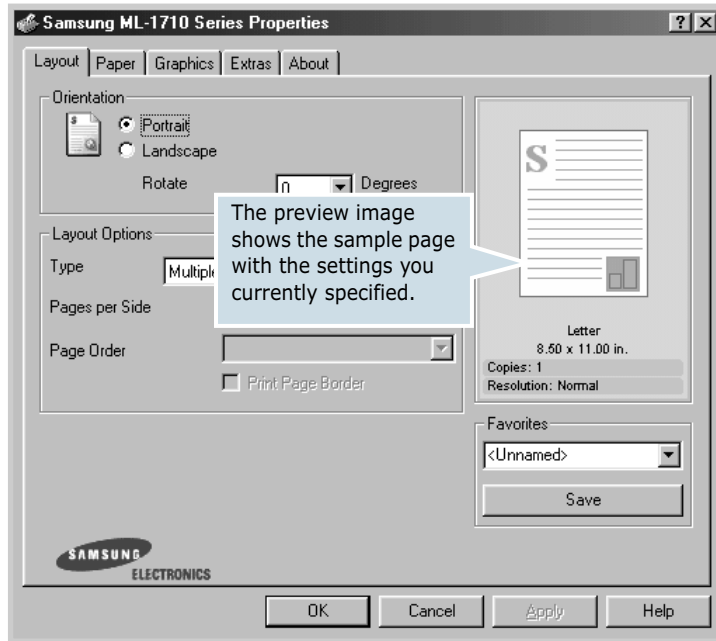 Samsung ML-1710 Series Properties
Layout Paper Graphics Extras About
Orientation
Portrait
Landscape
Rotate 0 Degrees
Layout Options
Type
Pages per Side
Page Order
Print Page Border
The preview image
shows the sample page
with the settings you
currently specified.
S
Letter
8.50 x 11.00 in.
Copies: 1
Resolution: Normal
Favorites
<Unnamed>
Save
SAMSUNG
ELECTRONICS
OK Cancel Apply Help